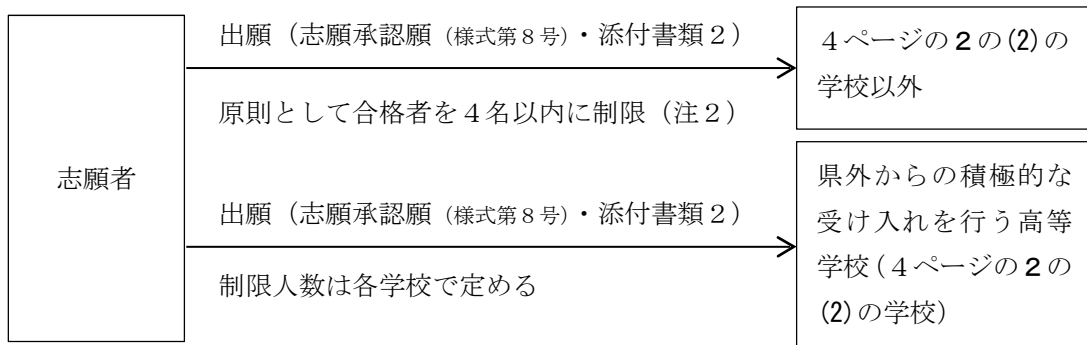 志願者
出願（志願承認願（様式第８号）・添付書類２）
原則として合格者を４名以内に制限（注２）
４ページの２の(2)の
学校以外
出願（志願承認願（様式第８号）・添付書類２）
制限人数は各学校で定める
県外からの積極的な
受け入れを行う高等
学校（４ページの２の
(2)の学校）